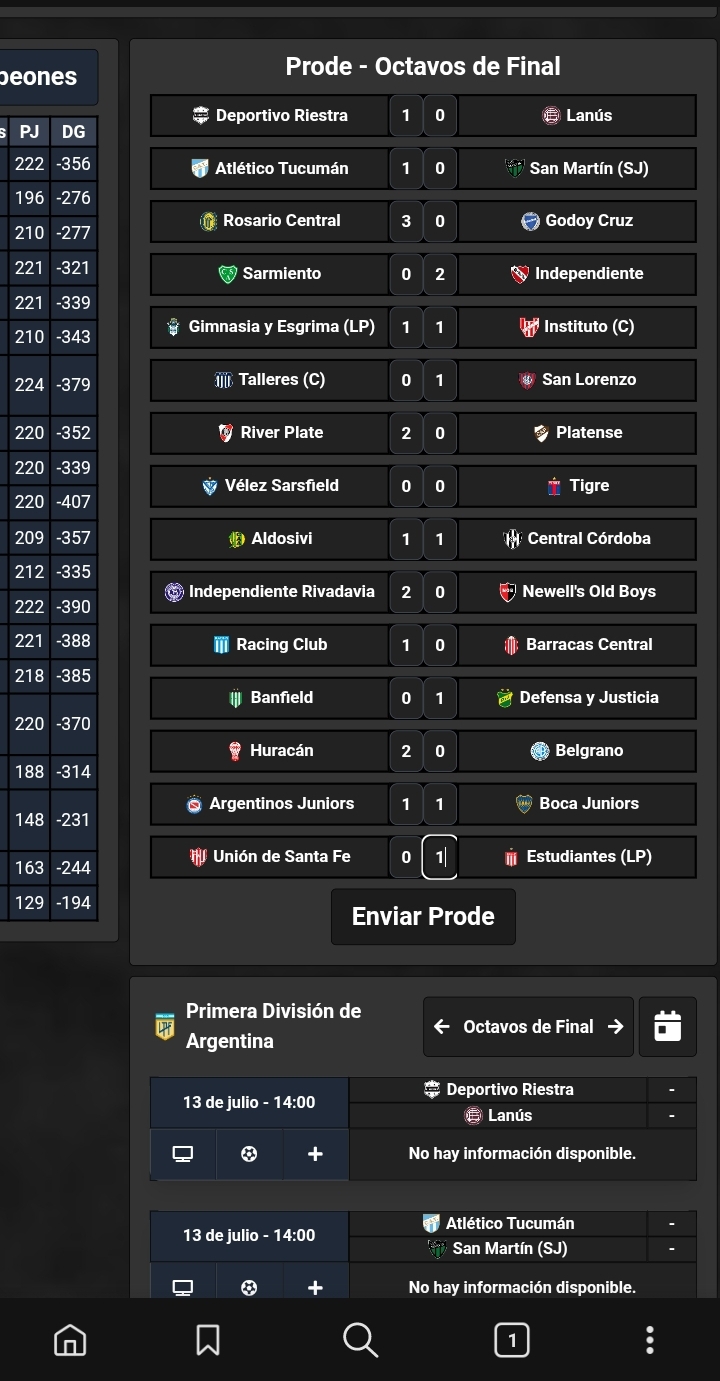 peones
s PJ DG
222 -356
196 -276
210 -277
221 -321
221 -339
210 -343
224 -379
220 -352
220 -339
220 -407
209 -357
212 -335
222 -390
221 -388
218 -385
220 -370
188 -314
148 -231
163 -244
129 -194
Prode - Octavos de Final
Deportivo Riestra 1 0 Lanús
Atlético Tucumán 1 0 San Martín (SJ)
Rosario Central 3 0 Godoy Cruz
Sarmiento 0 2 Independiente
Gimnasia y Esgrima (LP) 1 1 Instituto (C)
Talleres (C) 0 1 San Lorenzo
River Plate 2 0 Platense
Vélez Sarsfield 0 0 Tigre
Aldosivi 1 1 Central Córdoba
Independiente Rivadavia 2 0 Newell's Old Boys
Racing Club 1 0 Barracas Central
Banfield 0 1 Defensa y Justicia
Huracán 2 0 Belgrano
Argentinos Juniors 1 1 Boca Juniors
Unión de Santa Fe 0 1 Estudiantes (LP)
Enviar Prode
Primera División de
Argentina
Octavos de Final
13 de julio - 14:00
Deportivo Riestra -
Lanús -
No hay información disponible.
13 de julio - 14:00
Atlético Tucumán -
San Martín (SJ) -
No hay información disponible.
1